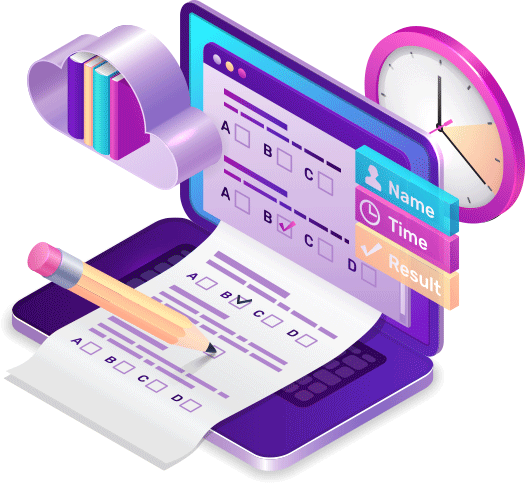 A B C
A B C D
Name
Time
Result
A B C D
A B C D